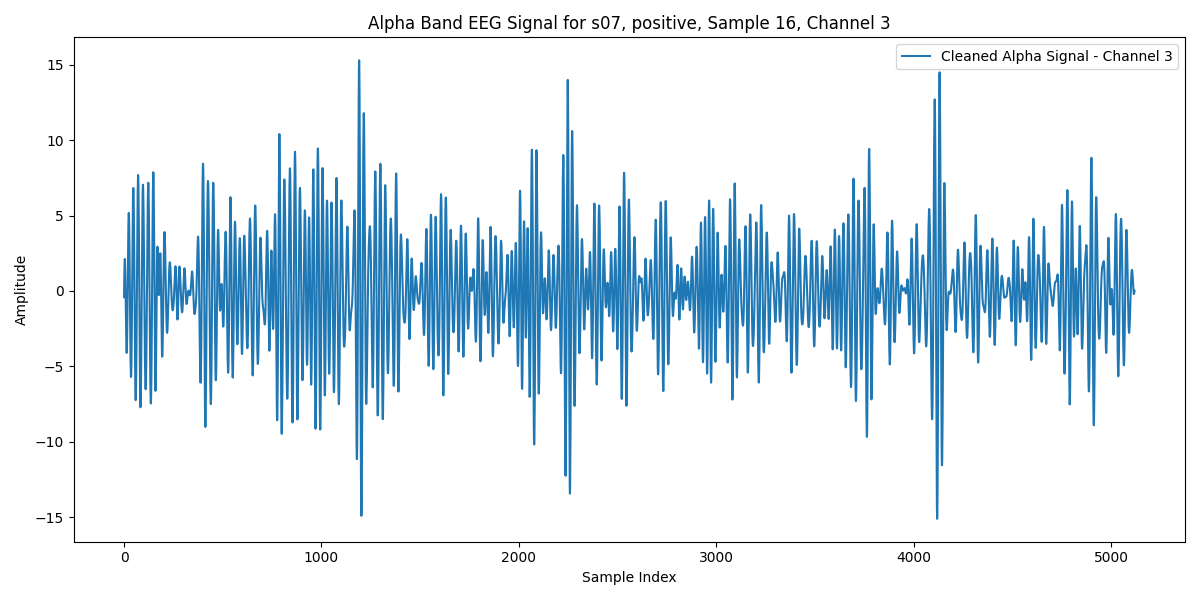 Alpha Band EEG Signal for s07, positive, Sample 16, Channel 3
Cleaned Alpha Signal - Channel 3
15
10
5
0
−5
−10
−15
Amplitude
0 1000 2000 3000 4000 5000
Sample Index